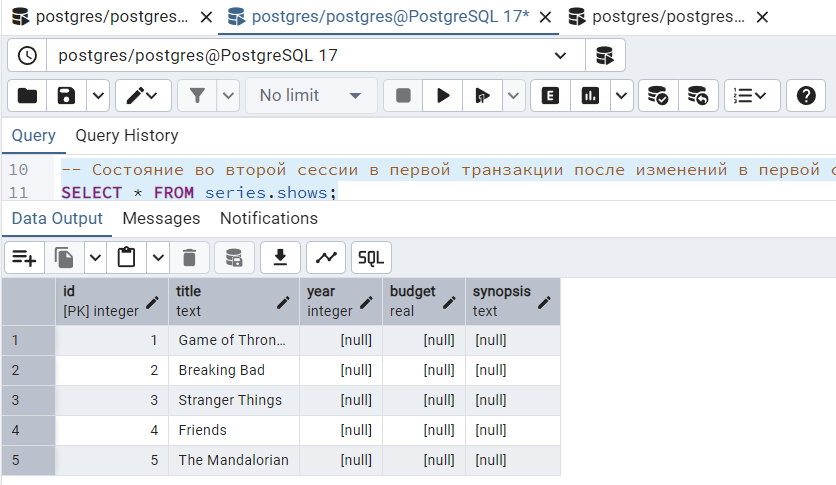 postgres/postgres... postgres/postgres@PostgreSQL 17* postgres/postgres...
postgres/postgres@PostgreSQL 17
No limit E
Query Query History
10 -- Состояние во второй сессии в первой транзакции после изменений в первой с
11 SELECT * FROM series.shows;
Data Output Messages Notifications
SQL
id title year budget synopsis
[PK] integer text integer real text
1 1 Game of Thron... [null] [null] [null]
2 2 Breaking Bad [null] [null] [null]
3 3 Stranger Things [null] [null] [null]
4 4 Friends [null] [null] [null]
5 5 The Mandalorian [null] [null] [null]